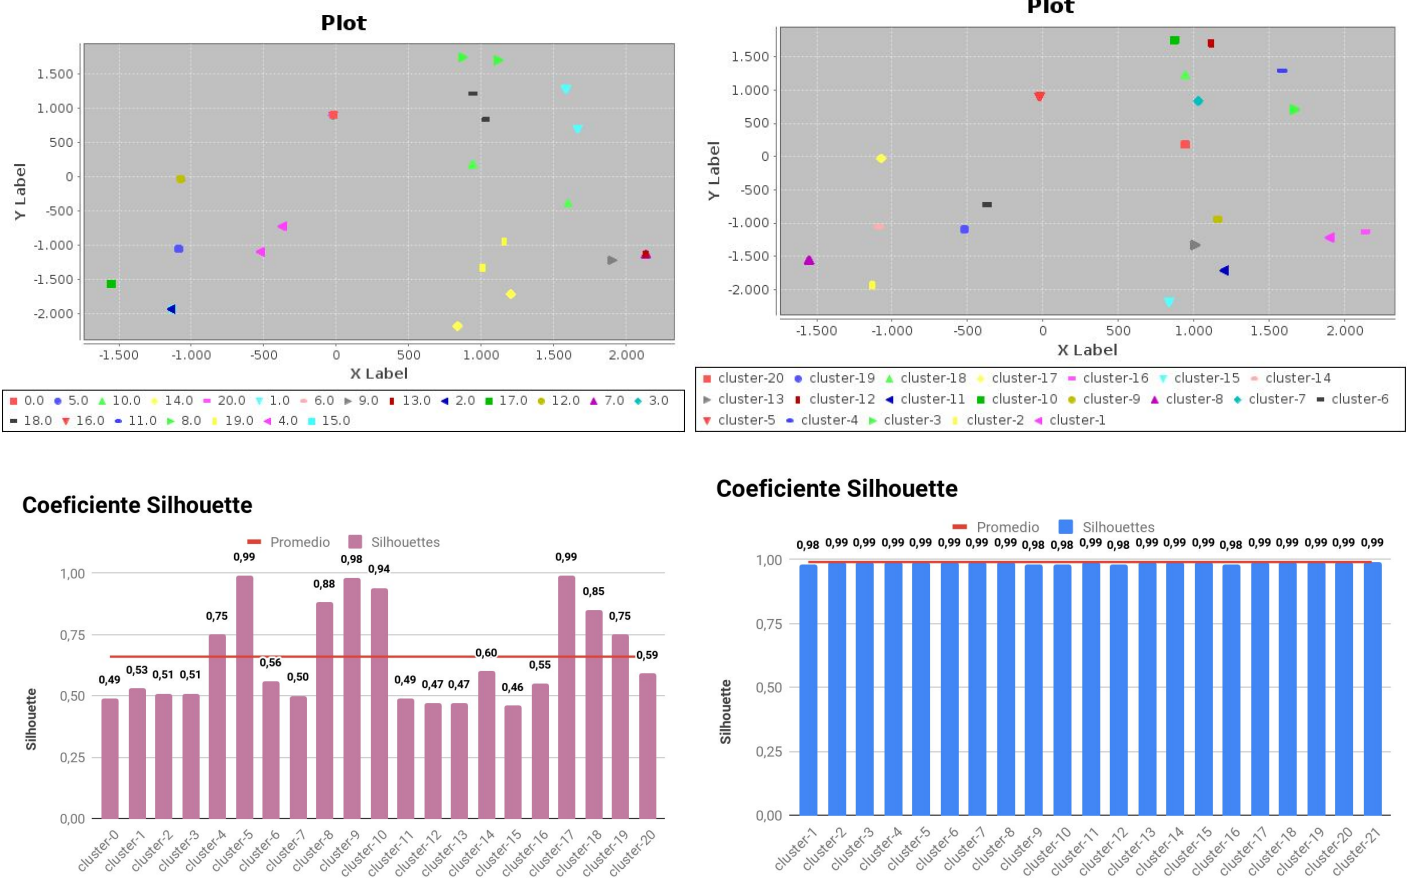 Plot
1.500
1.000
500
0
-500
-1.000
-1.500
-2.000
Y Label
-1.500 -1.000 -500 0 500 1.000 1.500 2.000
X Label
0.0 5.0 10.0 14.0 20.0 1.0 6.0 9.0 13.0 2.0 17.0 12.0 7.0 3.0
18.0 16.0 11.0 8.0 19.0 4.0 15.0
Plot
1.500
1.000
500
0
-500
-1.000
-1.500
-2.000
Y Label
-1.500 -1.000 -500 0 500 1.000 1.500 2.000
X Label
cluster-20 cluster-19 cluster-18 cluster-17 cluster-16 cluster-15 cluster-14
cluster-13 cluster-12 cluster-11 cluster-10 cluster-9 cluster-8 cluster-7 cluster-6
cluster-5 cluster-4 cluster-3 cluster-2 cluster-1
Coeficiente Silhouette
Promedio Silhouettes
1,00
0,75
0,50
0,25
0,00
Silhouette
0,49 0,53 0,51 0,51 0,75 0,99 0,56 0,50 0,88 0,98 0,94 0,49 0,47 0,47 0,60 0,46 0,55 0,99 0,85 0,75 0,59
cluster-0 cluster-1 cluster-2 cluster-3 cluster-4 cluster-5 cluster-6 cluster-7 cluster-8 cluster-9 cluster-10 cluster-11 cluster-12 cluster-13 cluster-14 cluster-15 cluster-16 cluster-17 cluster-18 cluster-19 cluster-20
Coeficiente Silhouette
Promedio Silhouettes
0,98 0,99 0,99 0,99 0,99 0,99 0,99 0,99 0,98 0,98 0,99 0,98 0,99 0,99 0,99 0,98 0,99 0,99 0,99 0,99 0,99
1,00
0,75
0,50
0,25
0,00
Silhouette
cluster-1 cluster-2 cluster-3 cluster-4 cluster-5 cluster-6 cluster-7 cluster-8 cluster-9 cluster-10 cluster-11 cluster-12 cluster-13 cluster-14 cluster-15 cluster-16 cluster-17 cluster-18 cluster-19 cluster-20 cluster-21